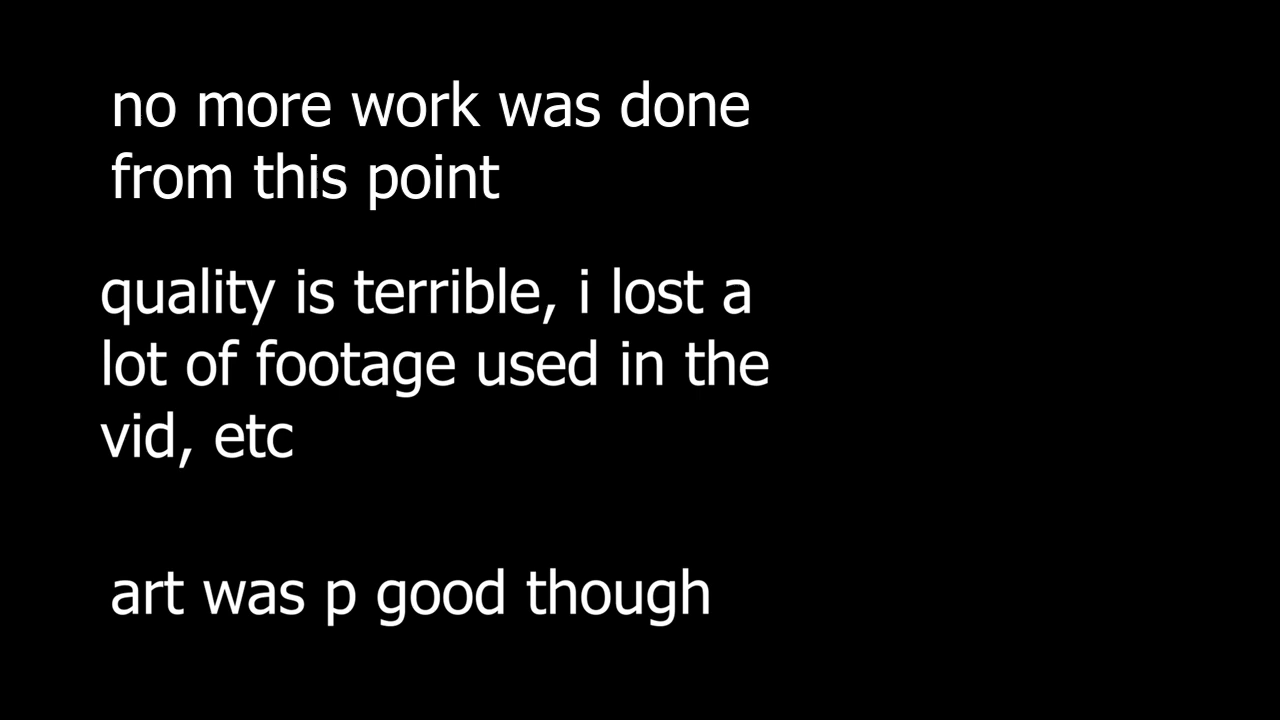 no more work was done
from this point
quality is terrible, i lost a
lot of footage used in the
vid, etc
art was p good though